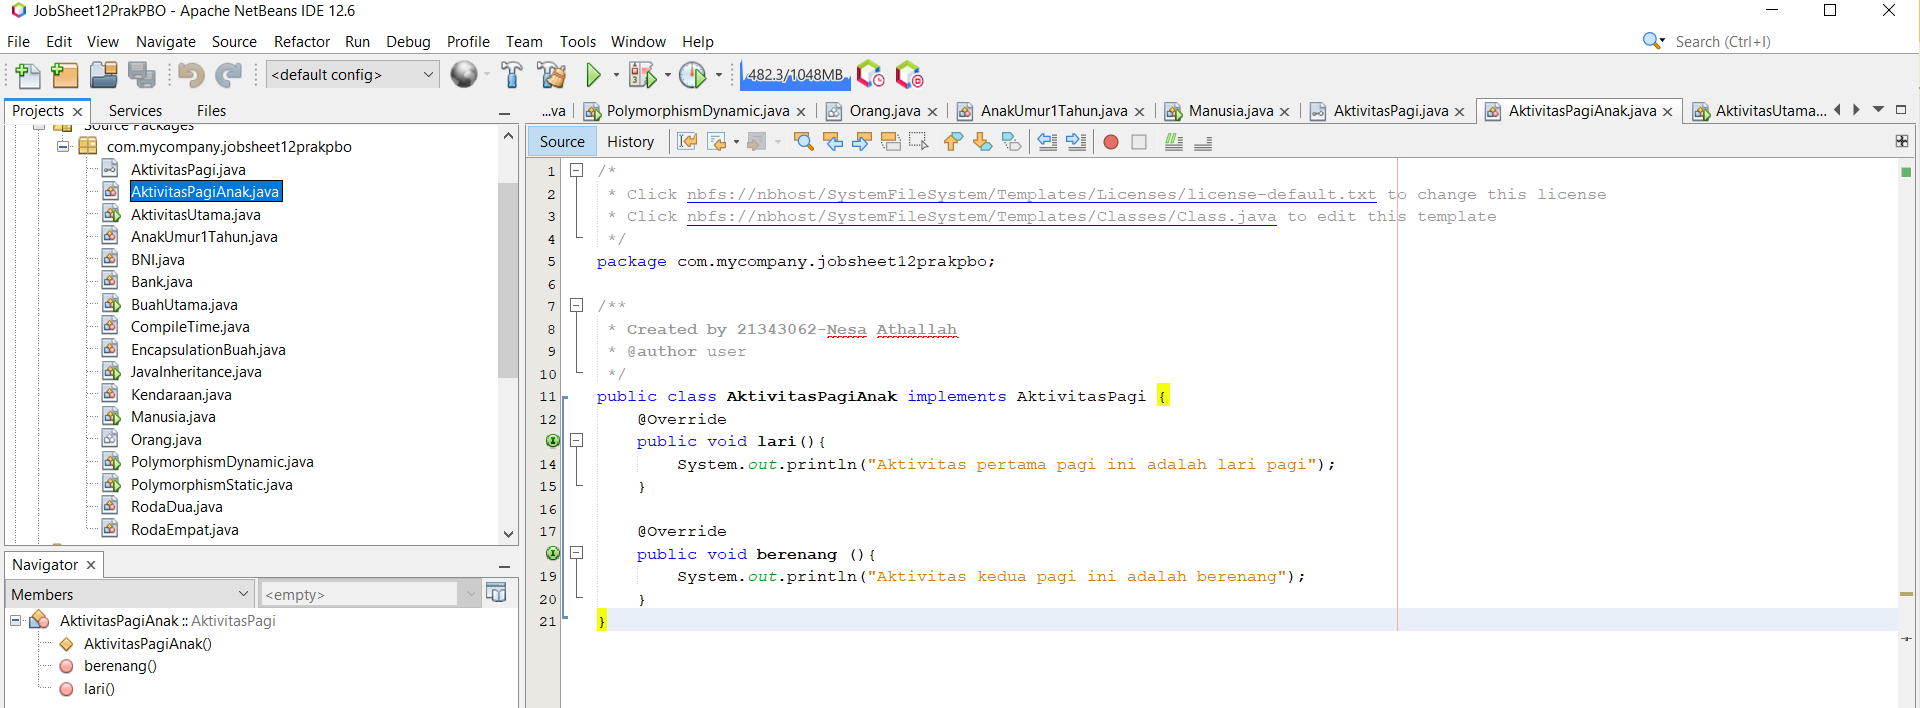 JobSheet12PrakPBO - Apache NetBeans IDE 12.6
File Edit View Navigate Source Refactor Run Debug Profile Team Tools Window Help
Search (Ctrl+I)
<default config>
482.3/1048MB
Projects
Services
Files
Source Packages
com.mycompany.jobsheet12prakpbo
AktivitasPagi.java
AktivitasPagiAnak.java
AktivitasUtama.java
AnakUmur1Tahun.java
BNI.java
Bank.java
BuahUtama.java
CompileTime.java
EncapsulationBuah.java
JavaInheritance.java
Kendaraan.java
Manusia.java
Orang.java
PolymorphismDynamic.java
PolymorphismStatic.java
RodaDua.java
RodaEmpat.java
Navigator
Members
<empty>
AktivitasPagiAnak :: AktivitasPagi
AktivitasPagiAnak()
berenang()
lari()
...va PolymorphismDynamic.java Orang.java AnakUmur1Tahun.java Manusia.java AktivitasPagi.java AktivitasPagiAnak.java AktivitasUtama...
Source History
1 /*
2 * Click nbfs://nbhost/SystemFileSystem/Templates/Licenses/license-default.txt to change this license
3 * Click nbfs://nbhost/SystemFileSystem/Templates/Classes/Class.java to edit this template
4 */
5 package com.mycompany.jobsheet12prakpbo;
6
7 /**
8 * Created by 21343062-Nesa Athallah
9 * @author user
10 */
11 public class AktivitasPagiAnak implements AktivitasPagi {
12 @Override
public void lari(){
14 System.out.println("Aktivitas pertama pagi ini adalah lari pagi");
15 }
16
17 @Override
public void berenang (){
19 System.out.println("Aktivitas kedua pagi ini adalah berenang");
20 }
21 }